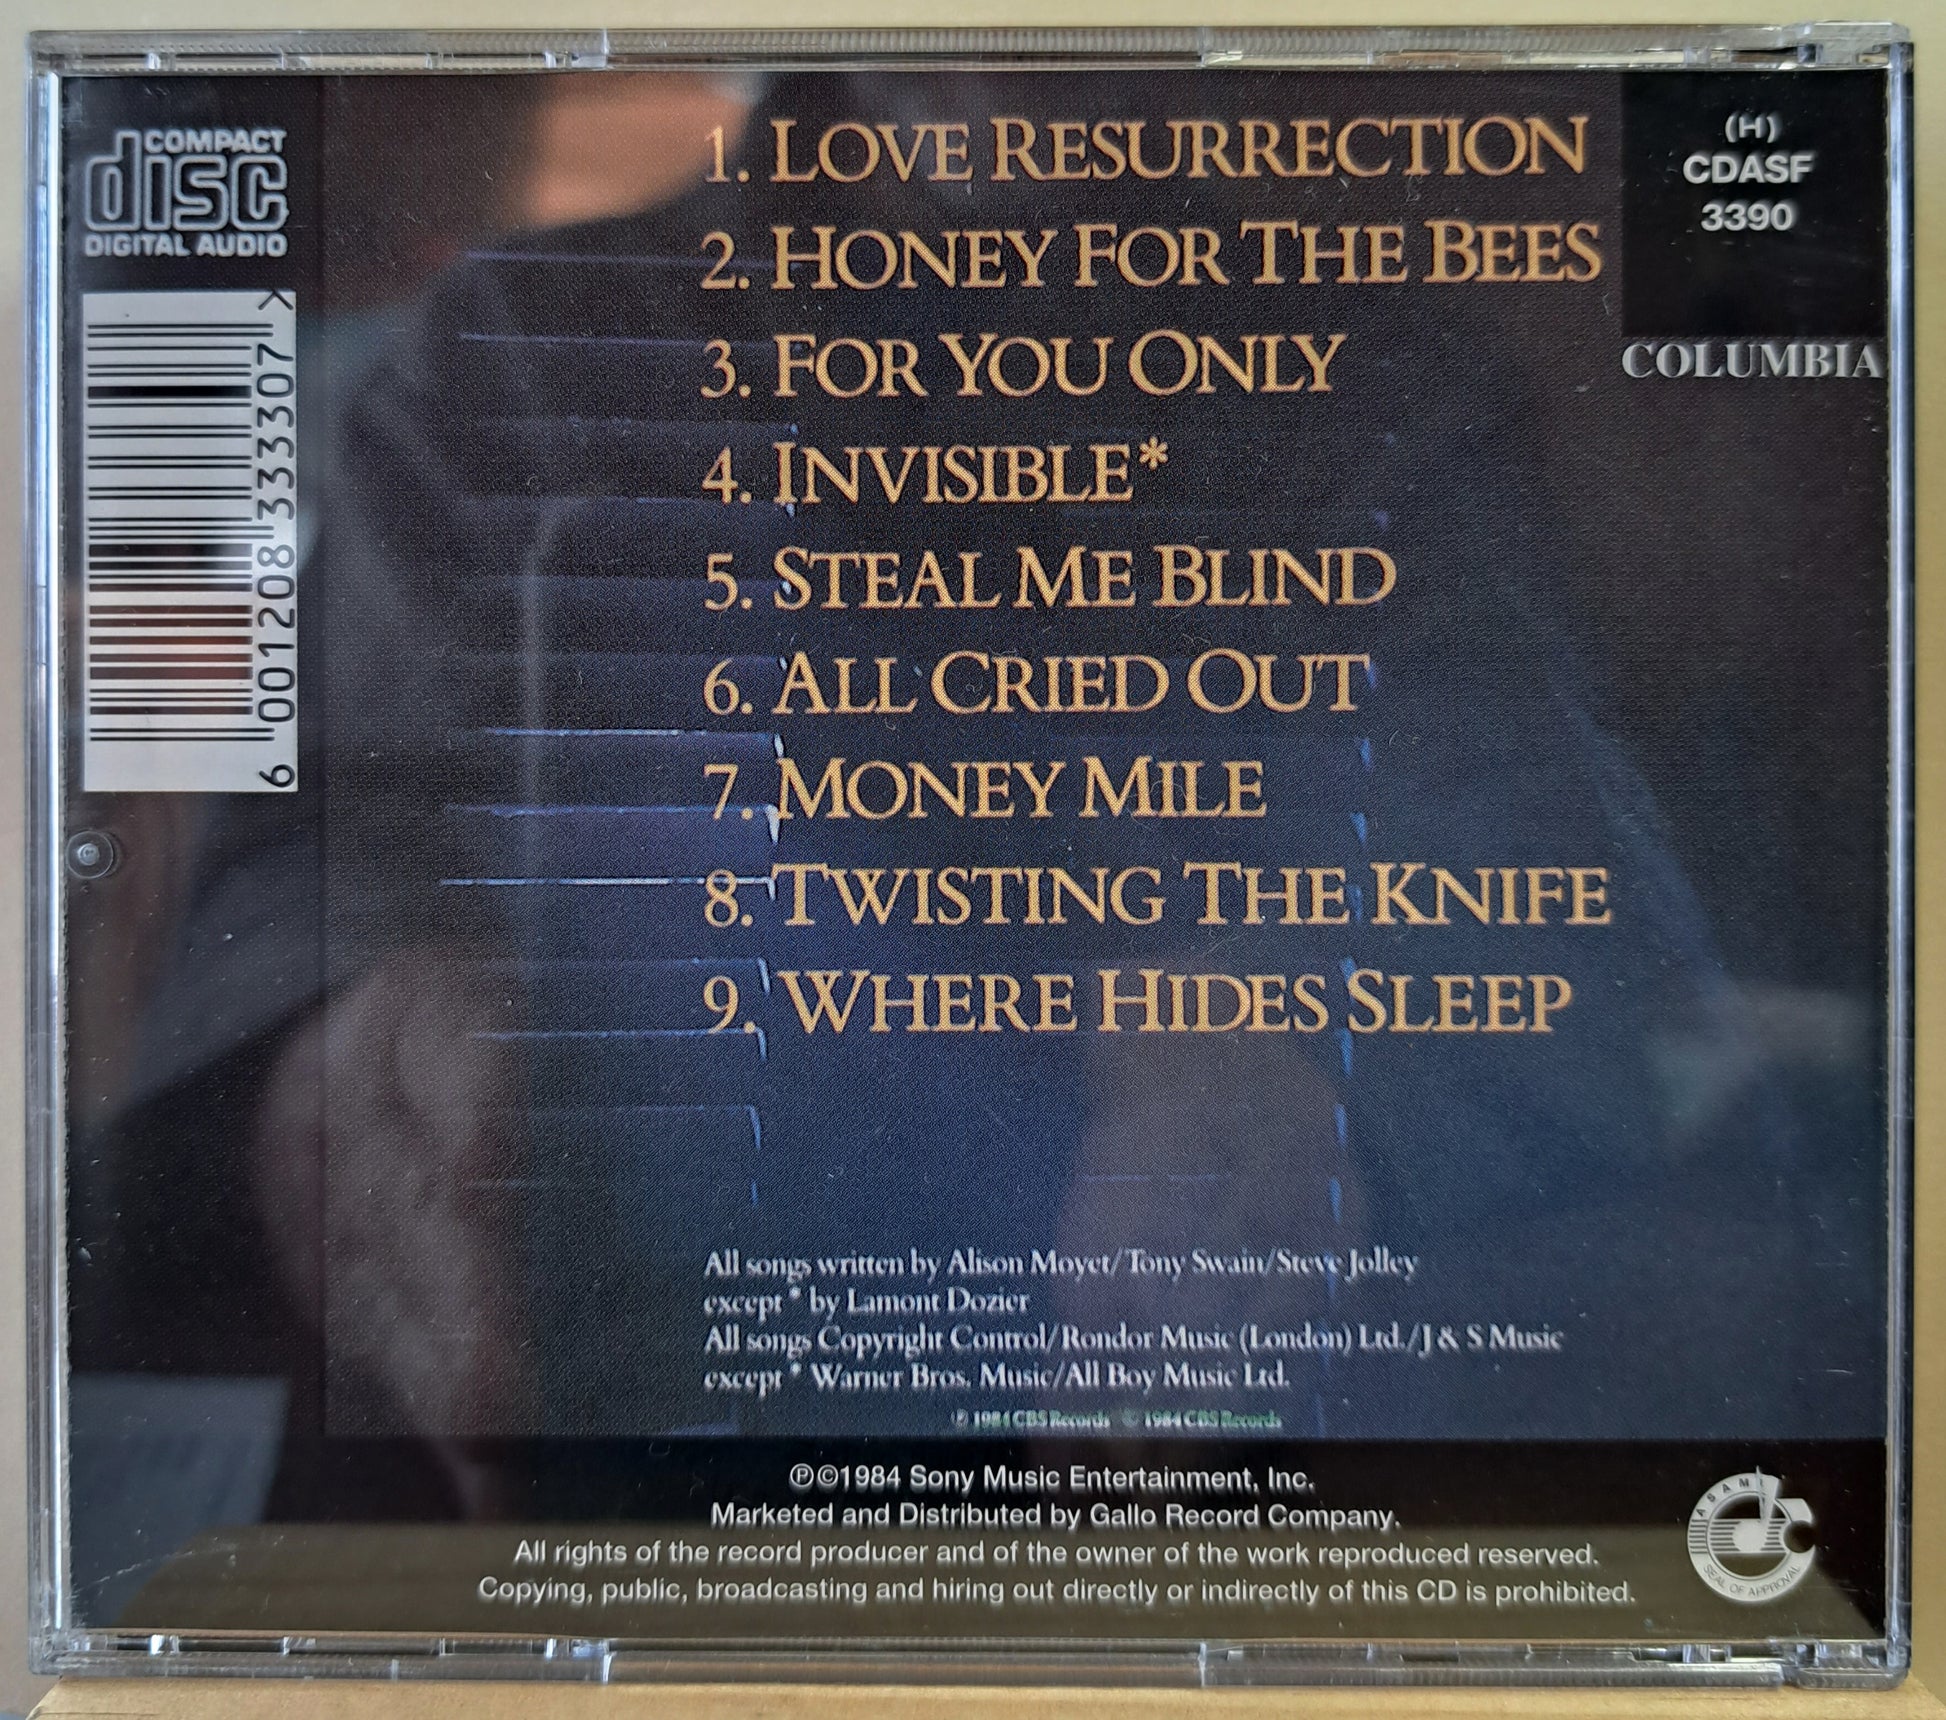 COMPACT
disc
DIGITAL AUDIO
6 001208 333307 >
1. LOVE RESURRECTION
2. HONEY FOR THE BEES
3. FOR YOU ONLY
4. INVISIBLE*
5. STEAL ME BLIND
6. ALL CRIED OUT
7. MONEY MILE
8. TWISTING THE KNIFE
9. WHERE HIDES SLEEP
(H)
CDASF
3390
COLUMBIA
All songs written by Alison Moyet/Tony Swain/Steve Jolley
except * by Lamont Dozier
All songs Copyright Control/Rondor Music (London) Ltd./J & S Music
except * Warner Bros. Music/All Boy Music Ltd.
℗ 1984 CBS Records © 1984 CBS Records
℗©1984 Sony Music Entertainment, Inc.
Marketed and Distributed by Gallo Record Company.
All rights of the record producer and of the owner of the work reproduced reserved.
Copying, public, broadcasting and hiring out directly or indirectly of this CD is prohibited.
ASAMI
SEAL OF APPROVAL